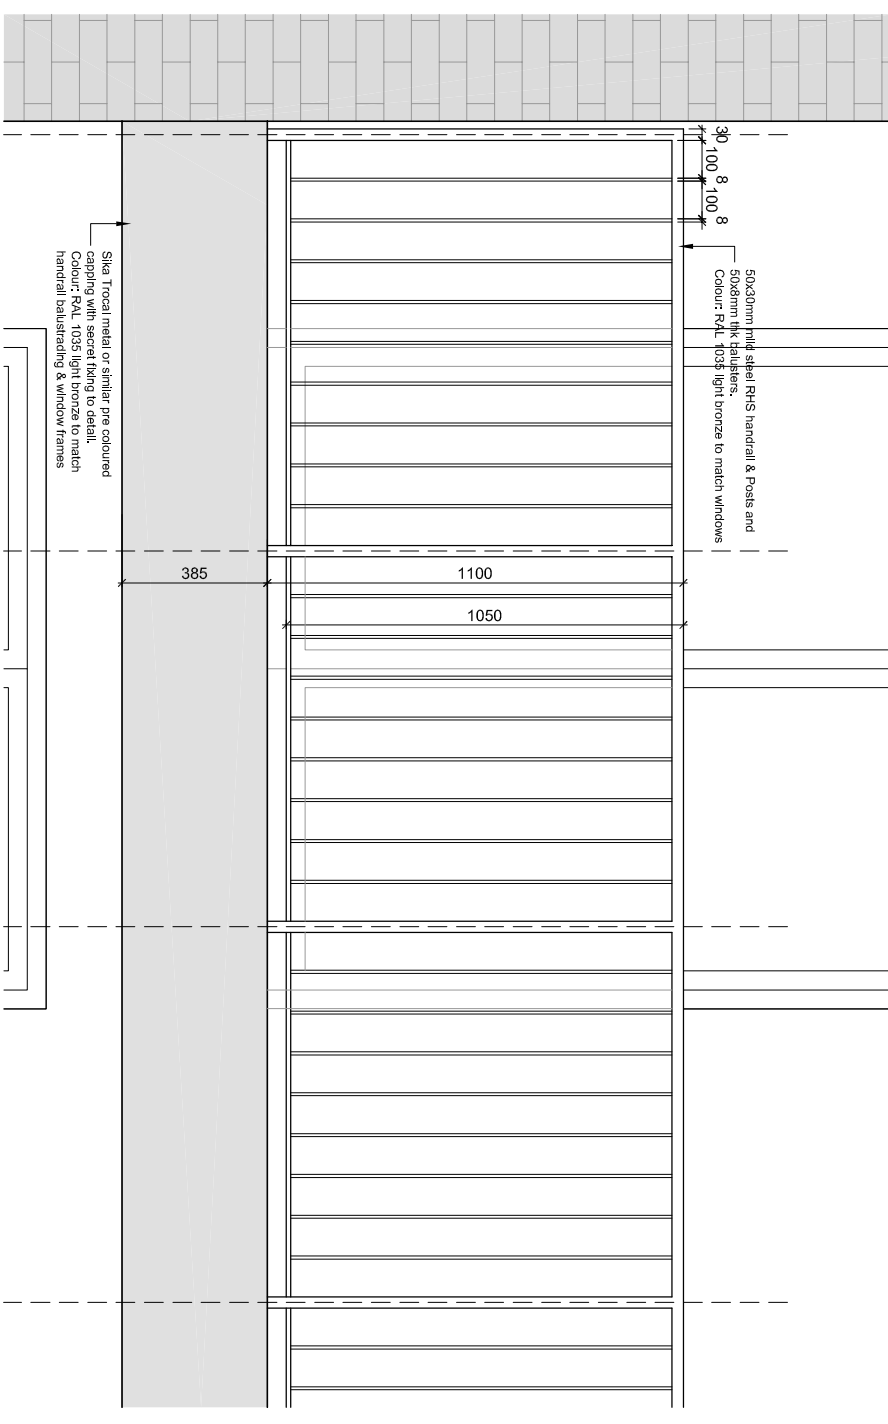 30
100
8
100
8
50x30mm mild steel RHS handrail & Posts and
50x8mm thk balusters.
Colour: RAL 1035 light bronze to match windows
Sika Trocal metal or similar pre coloured
capping with secret fixing to detail.
Colour: RAL 1035 light bronze to match
handrail balustrading & window frames
385
1100
1050